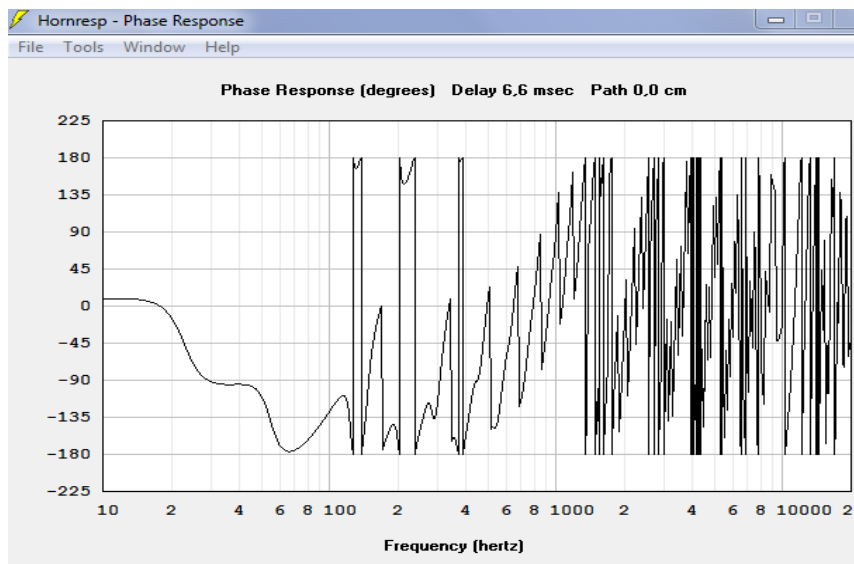 Hornresp - Phase Response
File Tools Window Help
Phase Response (degrees) Delay 6,6 msec Path 0,0 cm
225
180
135
90
45
0
-45
-90
-135
-180
-225
10 2 4 6 8 100 2 4 6 8 1000 2 4 6 8 10000 2
Frequency (hertz)